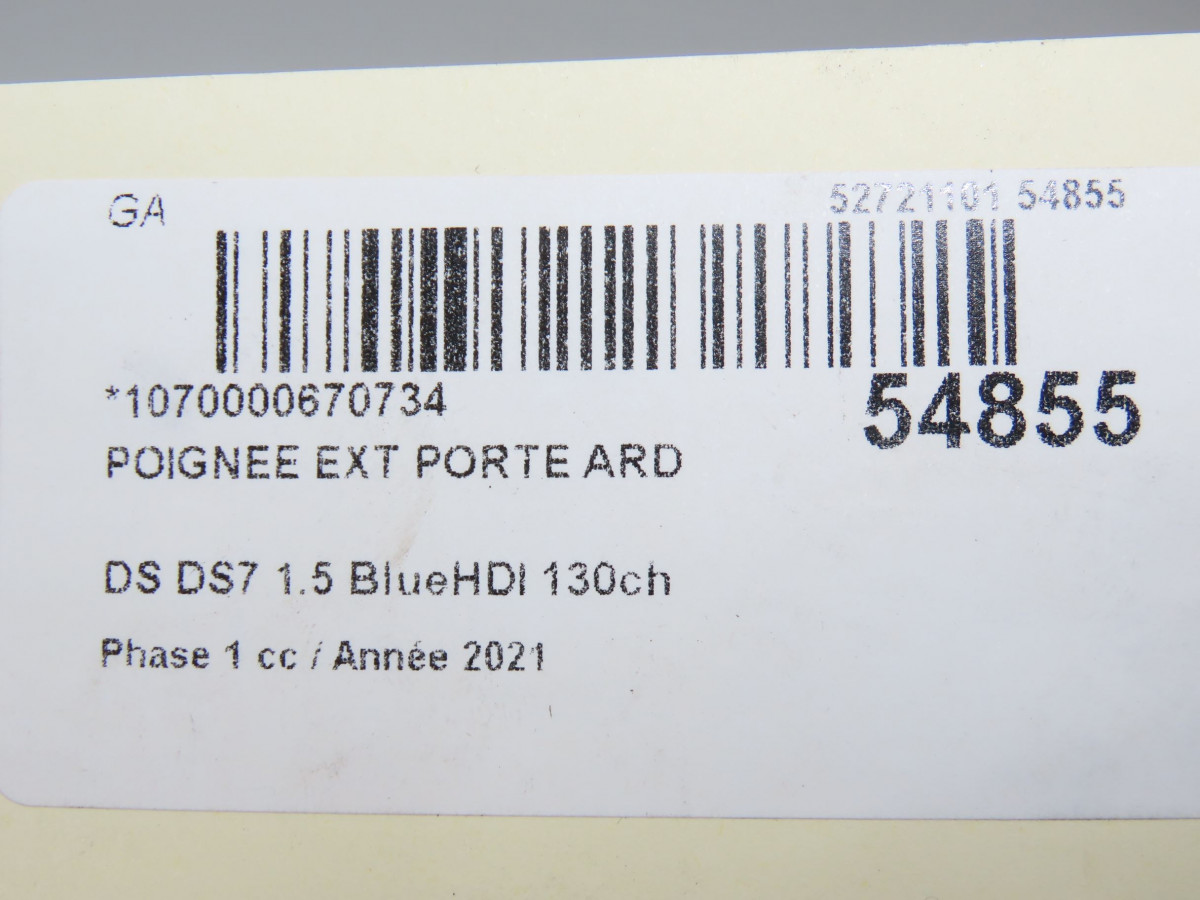 GA
52721101 54855
*1070000670734
54855
POIGNEE EXT PORTE ARD
DS DS7 1.5 BlueHDI 130ch
Phase 1 cc / Année 2021